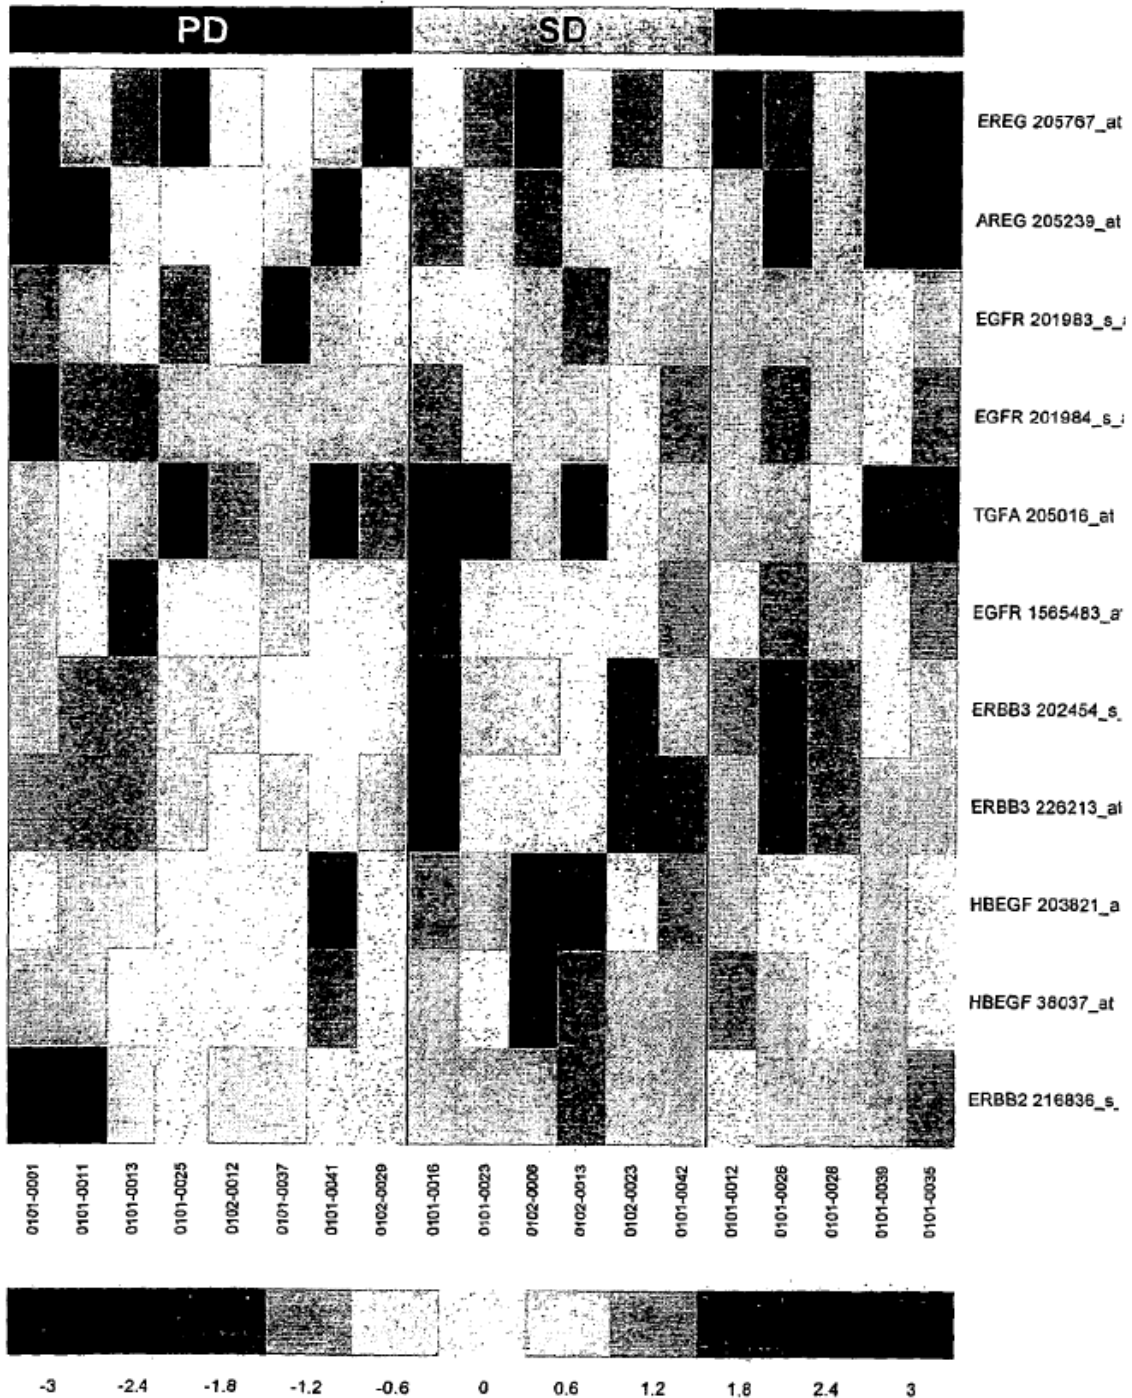 PD SD
EREG 205767_at
AREG 205239_at
EGFR 201983_s_
EGFR 201984_s_
TGFA 205016_at
EGFR 1565483_a
ERBB3 202454_s_
ERBB3 226213_at
HBEGF 203821_a
HBEGF 38037_at
ERBB2 216836_s_
0101-0001 0101-0011 0101-0013 0101-0025 0102-0012 0101-0037 0101-0041 0102-0029 0101-0016 0101-0023 0102-0006 0102-0013 0102-0023 0101-0042 0101-0012 0101-0026 0101-0028 0101-0039 0101-0035
-3 -2.4 -1.8 -1.2 -0.6 0 0.6 1.2 1.8 2.4 3